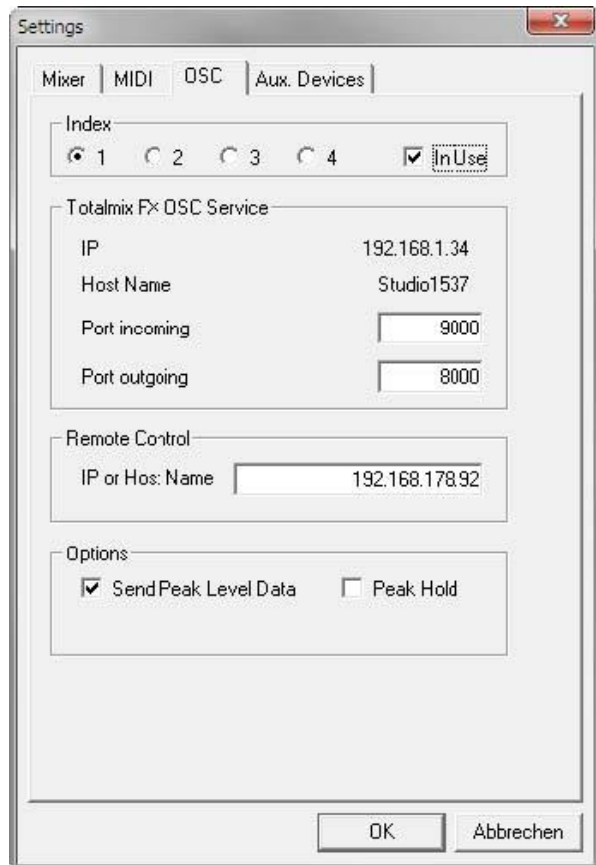 Settings
Mixer MIDI OSC Aux. Devices
Index
1 2 3 4 In Use
Totalmix FX OSC Service
IP 192.168.1.34
Host Name Studio1537
Port incoming 9000
Port outgoing 8000
Remote Control
IP or Hos: Name 192.168.178.92
Options
Send Peak Level Data Peak Hold
OK Abbrechen